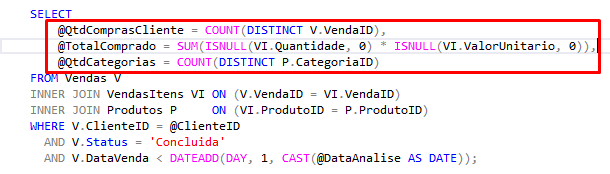 SELECT
@QtdComprasCliente = COUNT(DISTINCT V.VendaID),
@TotalComprado = SUM(ISNULL(VI.Quantidade, 0) * ISNULL(VI.ValorUnitario, 0)),
@QtdCategorias = COUNT(DISTINCT P.CategoriaID)
FROM Vendas V
INNER JOIN VendasItens VI ON (V.VendaID = VI.VendaID)
INNER JOIN Produtos P     ON (VI.ProdutoID = P.ProdutoID)
WHERE V.ClienteID = @ClienteID
AND V.Status = 'Concluida'
AND V.DataVenda < DATEADD(DAY, 1, CAST(@DataAnalise AS DATE));